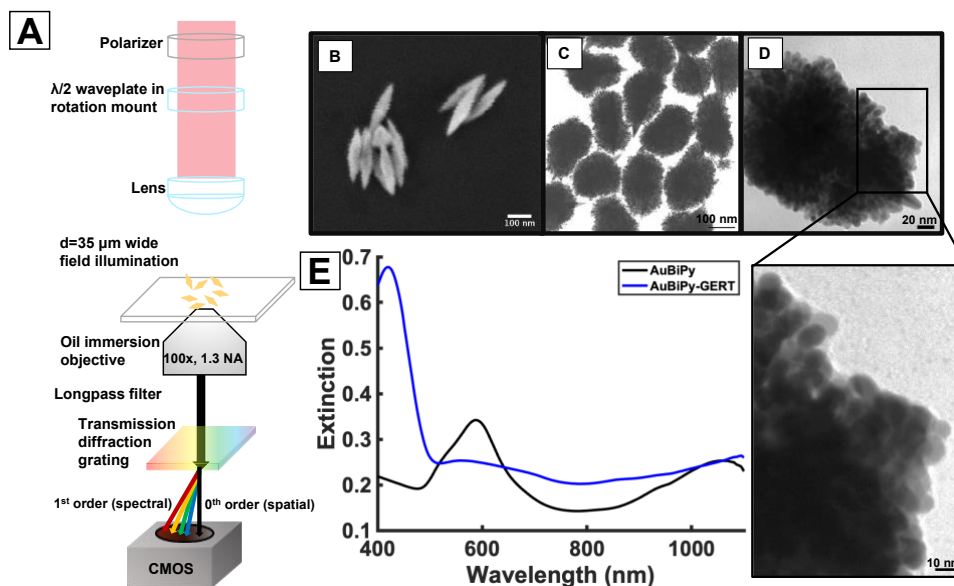 A
Polarizer
λ/2 waveplate in
rotation mount
Lens
d=35 μm wide
field illumination
Oil immersion
objective
100x, 1.3 NA
Longpass filter
Transmission
diffraction
grating
1st order (spectral)
0th order (spatial)
CMOS
B
100 nm
C
100 nm
D
20 nm
10 nm
E
AuBiPy
AuBiPy-GERT
Extinction
0.7
0.6
0.5
0.4
0.3
0.2
0.1
400
600
800
1000
Wavelength (nm)